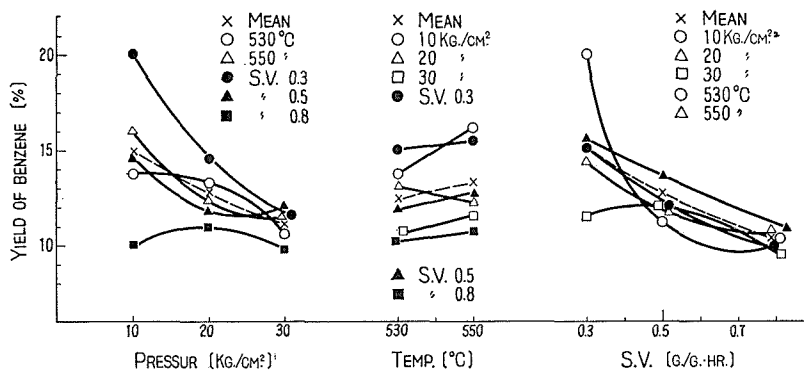 YIELD OF BENZENE [%]
20
15
10
× MEAN
○ 530°C
△ 550 〃
● S.V. 0.3
▲ 〃 0.5
■ 〃 0.8
10 20 30
PRESSUR [KG./CM²]
× MEAN
○ 10 KG./CM²
△ 20 〃
□ 30 〃
● S.V. 0.3
▲ S.V. 0.5
■ 〃 0.8
530 550
TEMP. [°C]
× MEAN
○ 10 KG./CM²
△ 20 〃
□ 30 〃
○ 530°C
△ 550 〃
0.3 0.5 0.7
S.V. [G./G.-HR.]